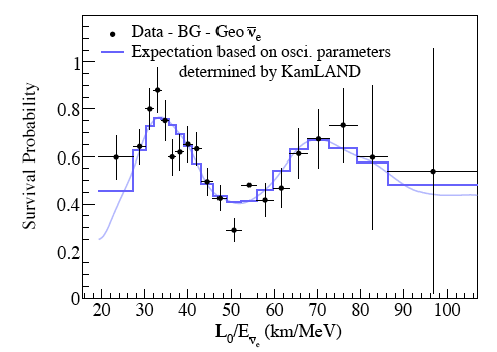 Data - BG - Geo ν̅e
Expectation based on osci. parameters
determined by KamLAND
Survival Probability
1
0.8
0.6
0.4
0.2
0
20 30 40 50 60 70 80 90 100
L0/Eν̅e (km/MeV)